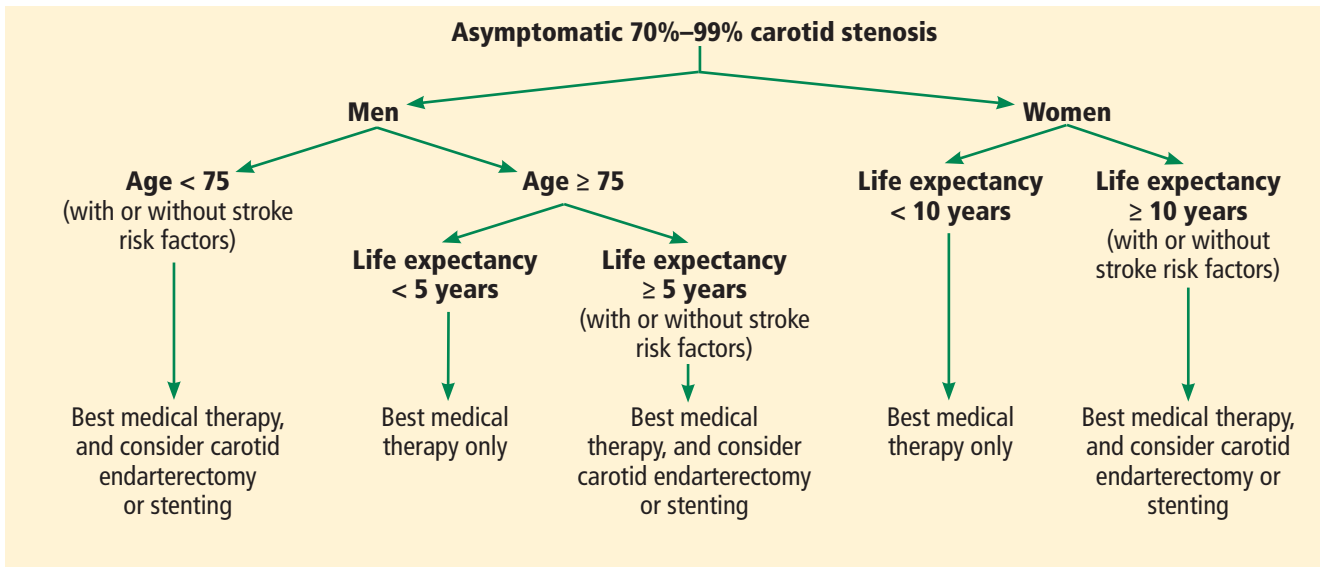 Asymptomatic 70%–99% carotid stenosis
Men
Women
Age < 75
(with or without stroke
risk factors)
Age ≥ 75
Life expectancy
< 5 years
Life expectancy
≥ 5 years
(with or without stroke
risk factors)
Life expectancy
< 10 years
Life expectancy
≥ 10 years
(with or without
stroke risk factors)
Best medical therapy,
and consider carotid
endarterectomy
or stenting
Best medical
therapy only
Best medical
therapy, and consider
carotid endarterectomy
or stenting
Best medical
therapy only
Best medical therapy,
and consider carotid
endarterectomy or
stenting